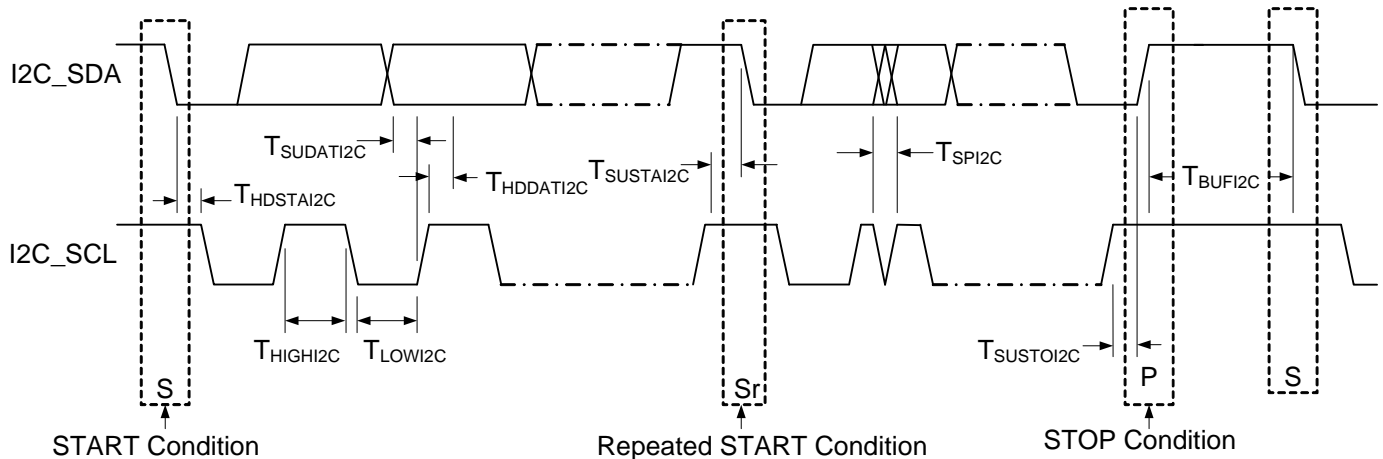 I2C_SDA
TSUDATI2C
THDDATI2C
TSUSTAI2C
TSPI2C
TBUFI2C
THDSTAI2C
I2C_SCL
THIGHI2C
TLOWI2C
TSUSTOI2C
S
Sr
P
S
START Condition
Repeated START Condition
STOP Condition